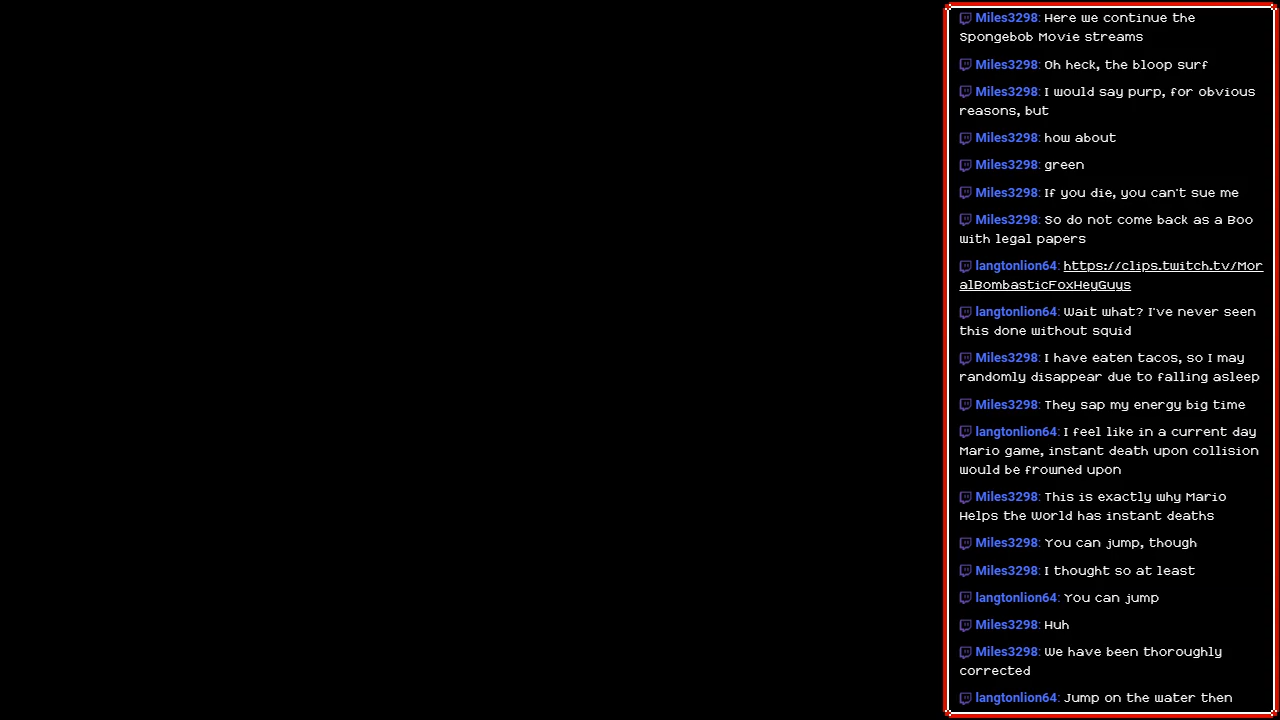 Miles3298: Here we continue the
Spongebob Movie streams
Miles3298: Oh heck, the bloop surf
Miles3298: I would say purp, for obvious
reasons, but
Miles3298: how about
Miles3298: green
Miles3298: If you die, you can't sue me
Miles3298: So do not come back as a Boo
with legal papers
langtonlion64: https://clips.twitch.tv/Mor
alBombasticFoxHeyGuys
langtonlion64: Wait what? I've never seen
this done without squid
Miles3298: I have eaten tacos, so I may
randomly disappear due to falling asleep
Miles3298: They sap my energy big time
langtonlion64: I feel like in a current day
Mario game, instant death upon collision
would be frowned upon
Miles3298: This is exactly why Mario
Helps the World has instant deaths
Miles3298: You can jump, though
Miles3298: I thought so at least
langtonlion64: You can jump
Miles3298: Huh
Miles3298: We have been thoroughly
corrected
langtonlion64: Jump on the water then